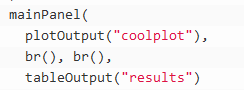 mainPanel(
plotOutput("coolplot"),
br(), br(),
tableOutput("results")